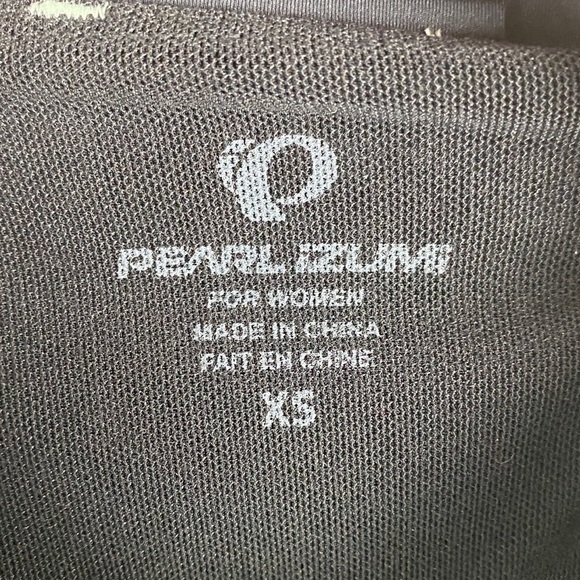 PEARL IZUMI
FOR WOMEN
MADE IN CHINA
FAIT EN CHINE
XS